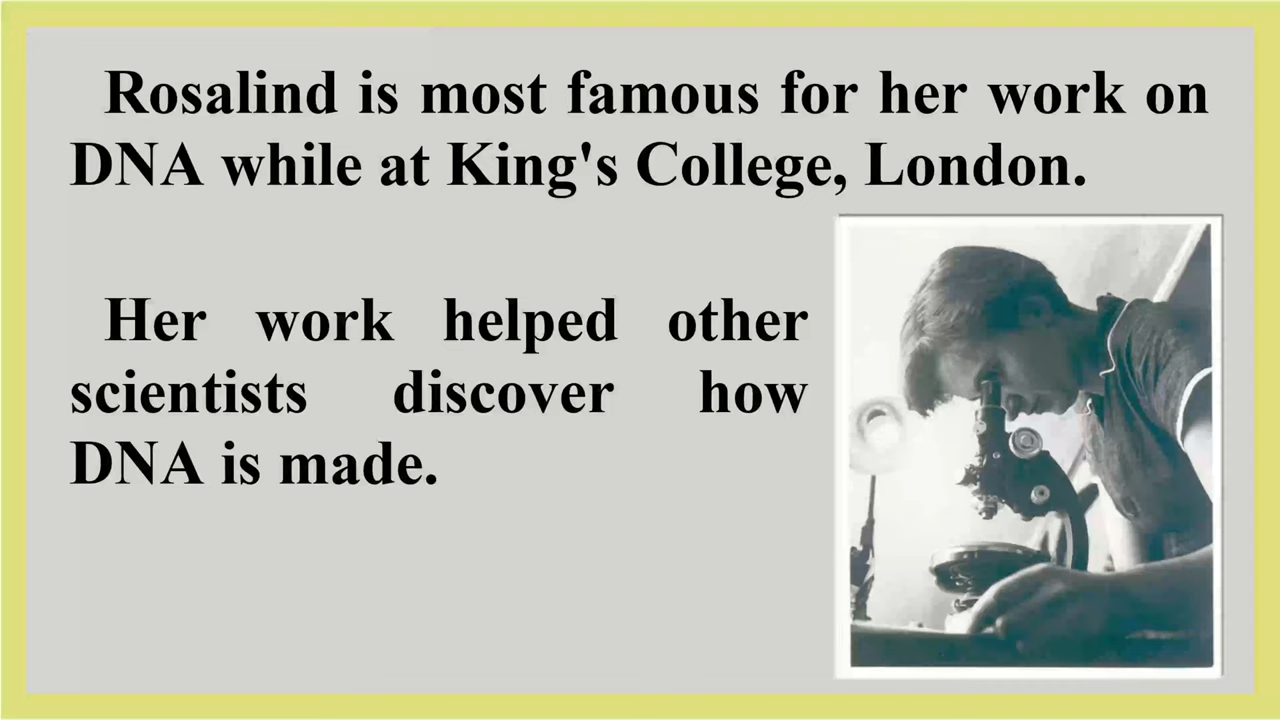 Rosalind is most famous for her work on
DNA while at King's College, London.
Her work helped other
scientists discover how
DNA is made.